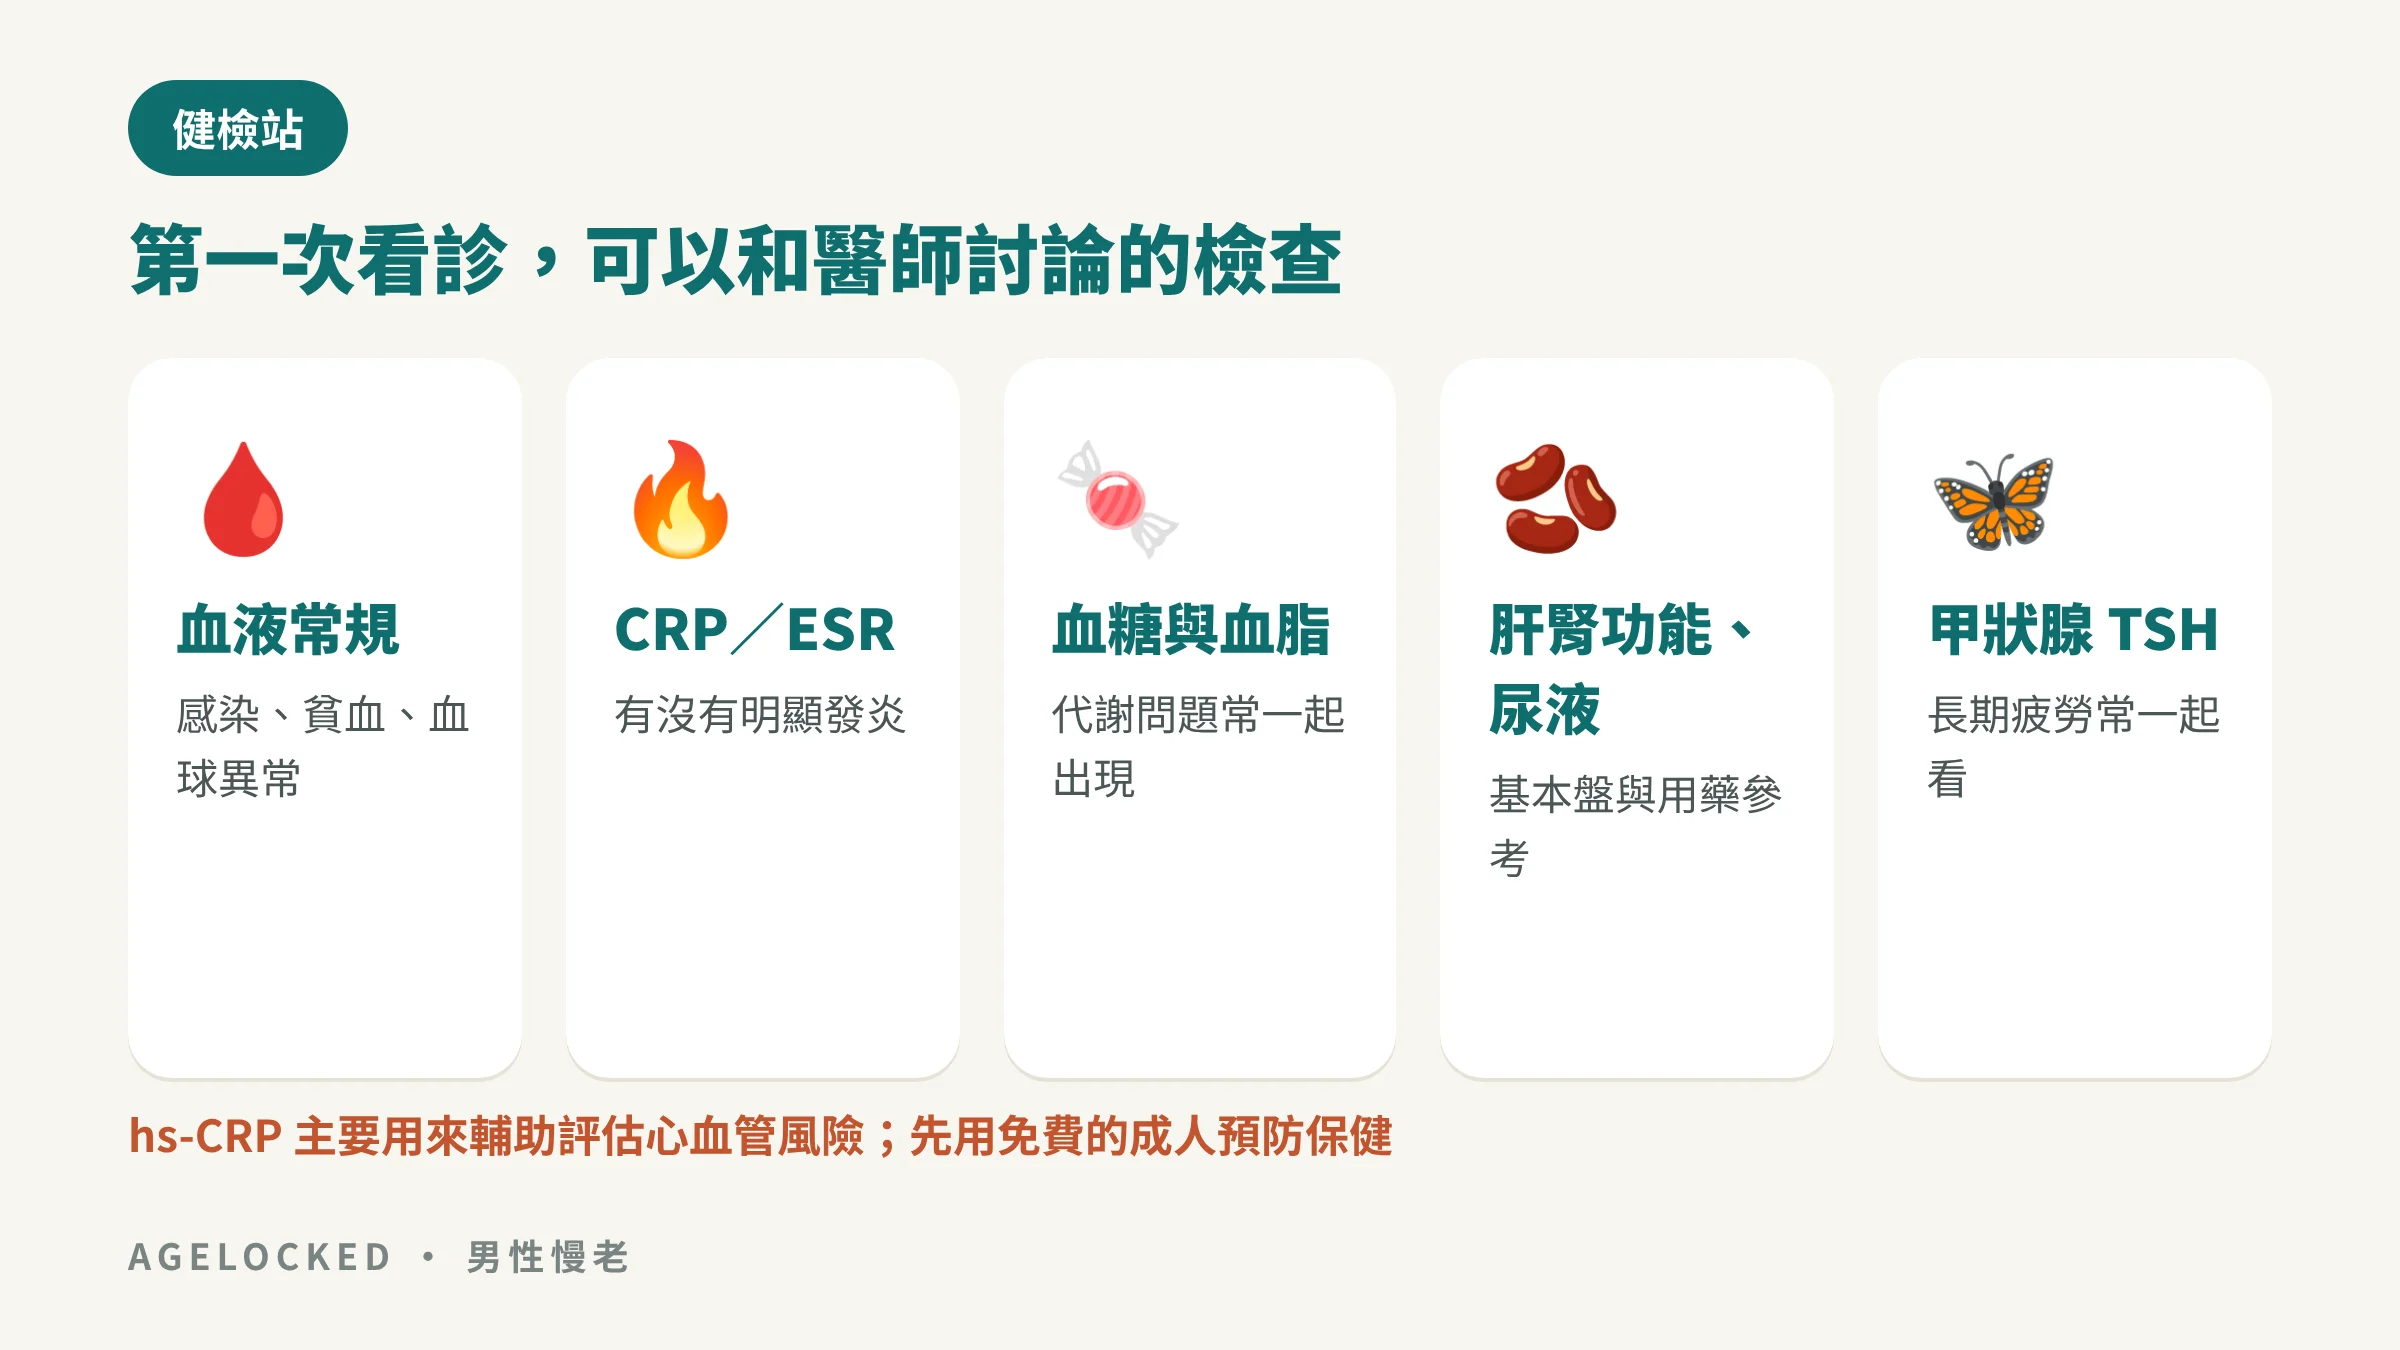 健檢站
第一次看診，可以和醫師討論的檢查
血液常規
感染、貧血、血
球異常
CRP／ESR
有沒有明顯發炎
血糖與血脂
代謝問題常一起
出現
肝腎功能、
尿液
基本盤與用藥參
考
甲狀腺 TSH
長期疲勞常一起
看
hs-CRP 主要用來輔助評估心血管風險；先用免費的成人預防保健
AGELOCKED • 男性慢老